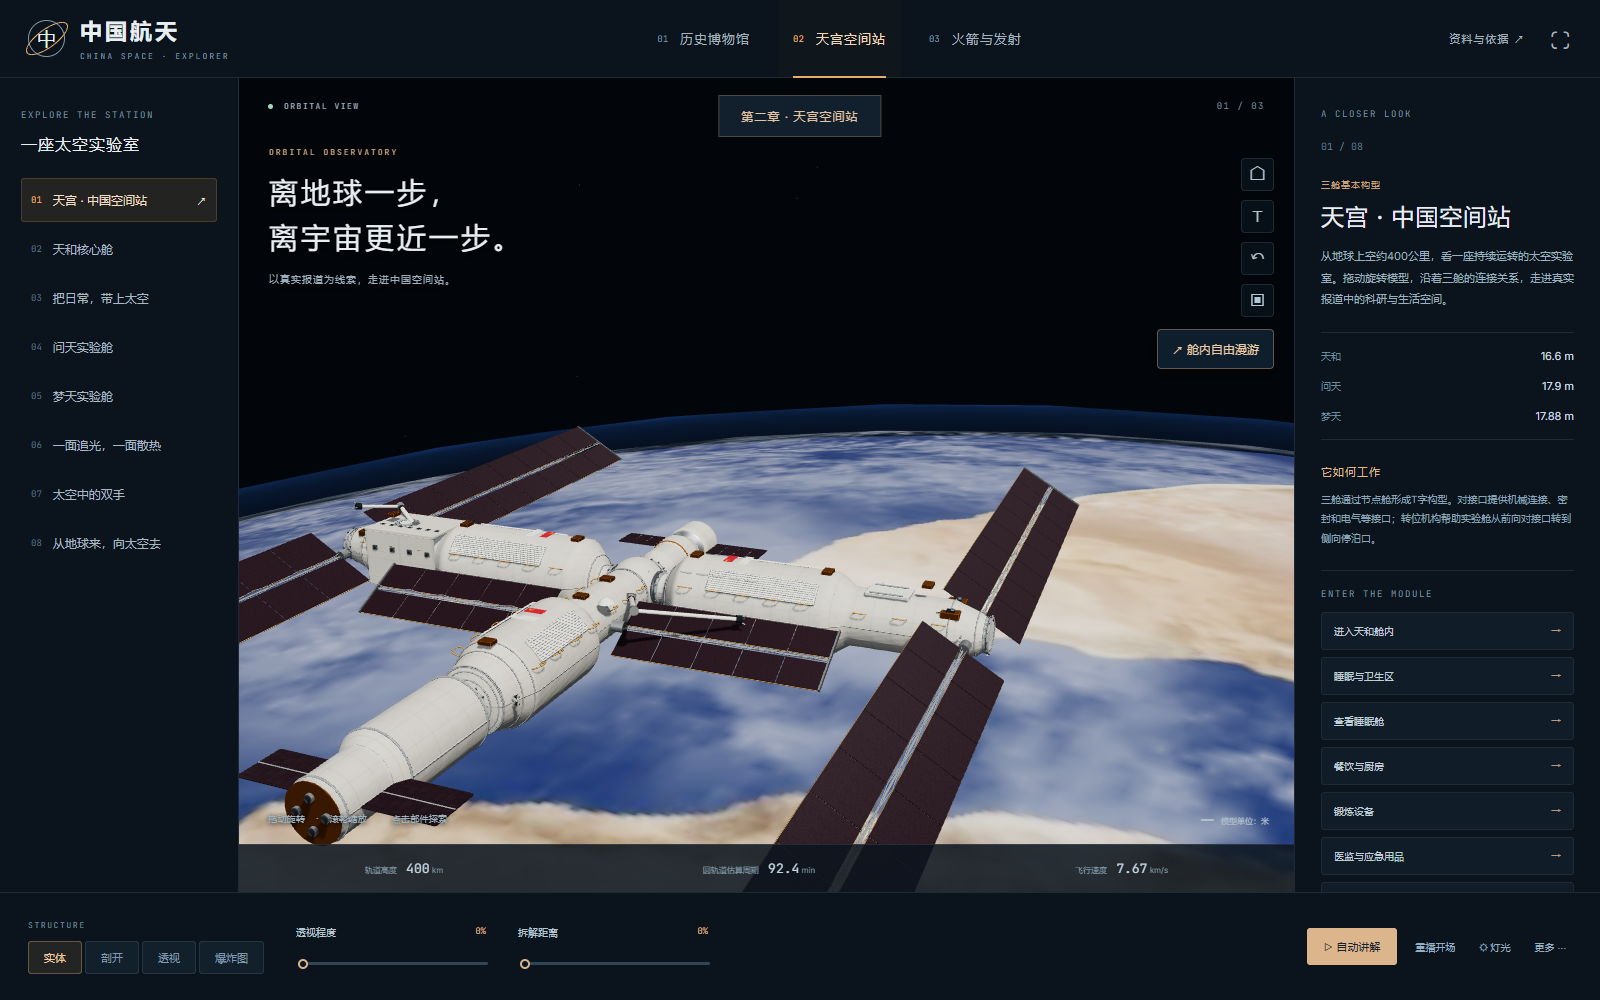 中
中国航天
CHINA SPACE · EXPLORER
01 历史博物馆
02 天宫空间站
03 火箭与发射
资料与依据 ↗
EXPLORE THE STATION
一座太空实验室
01 天宫 · 中国空间站 ↗
02 天和核心舱
03 把日常，带上太空
04 问天实验舱
05 梦天实验舱
06 一面追光，一面散热
07 太空中的双手
08 从地球来，向太空去
ORBITAL VIEW
第二章 · 天宫空间站
01 / 03
ORBITAL OBSERVATORY
离地球一步，
离宇宙更近一步。
以真实报道为线索，走进中国空间站。
T
↗ 舱内自由漫游
拖动旋转 · 滚轮缩放 · 点击部件探索
模型单位：米
轨道高度 400 km
圆轨道估算周期 92.4 min
飞行速度 7.67 km/s
A CLOSER LOOK
01 / 08
三舱基本构型
天宫 · 中国空间站
从地球上空约400公里，看一座持续运转的太空实验
室。拖动旋转模型，沿着三舱的连接关系，走进真实
报道中的科研与生活空间。
天和 16.6 m
问天 17.9 m
梦天 17.88 m
它如何工作
三舱通过节点舱形成T字构型。对接口提供机械连接、密
封和电气等接口；转位机构帮助实验舱从前向对接口转到
侧向停泊口。
ENTER THE MODULE
进入天和舱内 →
睡眠与卫生区 →
查看睡眠舱 →
餐饮与厨房 →
锻炼设备 →
医监与应急用品 →
STRUCTURE
实体
剖开
透视
爆炸图
透视程度 0%
拆解距离 0%
▷ 自动讲解
重播开场
灯光
更多 ···